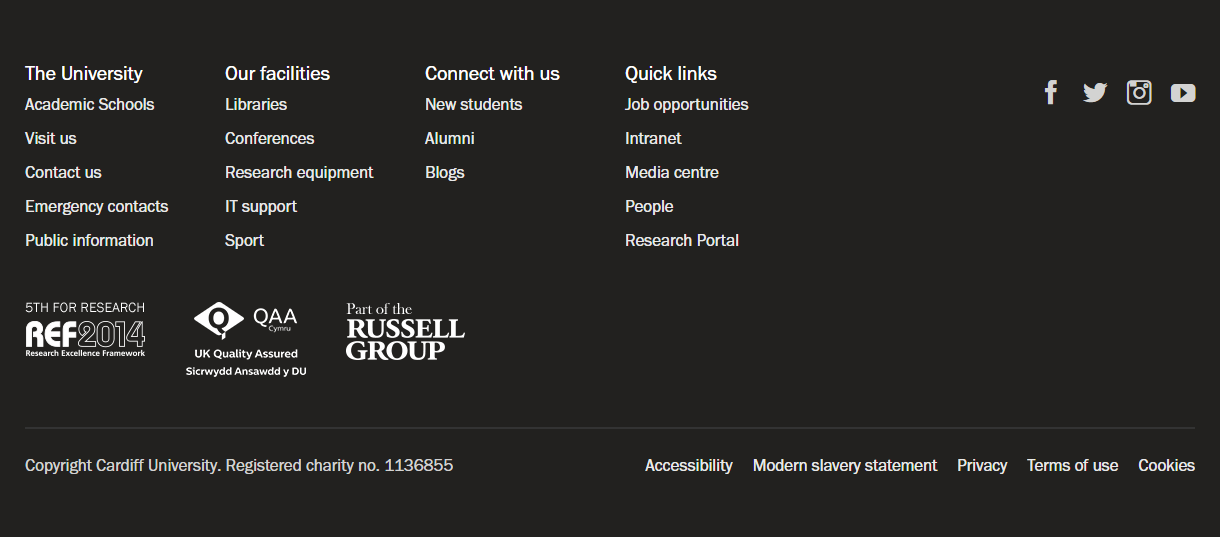 The University
Academic Schools
Visit us
Contact us
Emergency contacts
Public information
Our facilities
Libraries
Conferences
Research equipment
IT support
Sport
Connect with us
New students
Alumni
Blogs
Quick links
Job opportunities
Intranet
Media centre
People
Research Portal
5TH FOR RESEARCH
REF2014
Research Excellence Framework
QAA
Cymru
UK Quality Assured
Sicrwydd Ansawdd y DU
Part of the
RUSSELL
GROUP
Copyright Cardiff University. Registered charity no. 1136855
Accessibility Modern slavery statement Privacy Terms of use Cookies